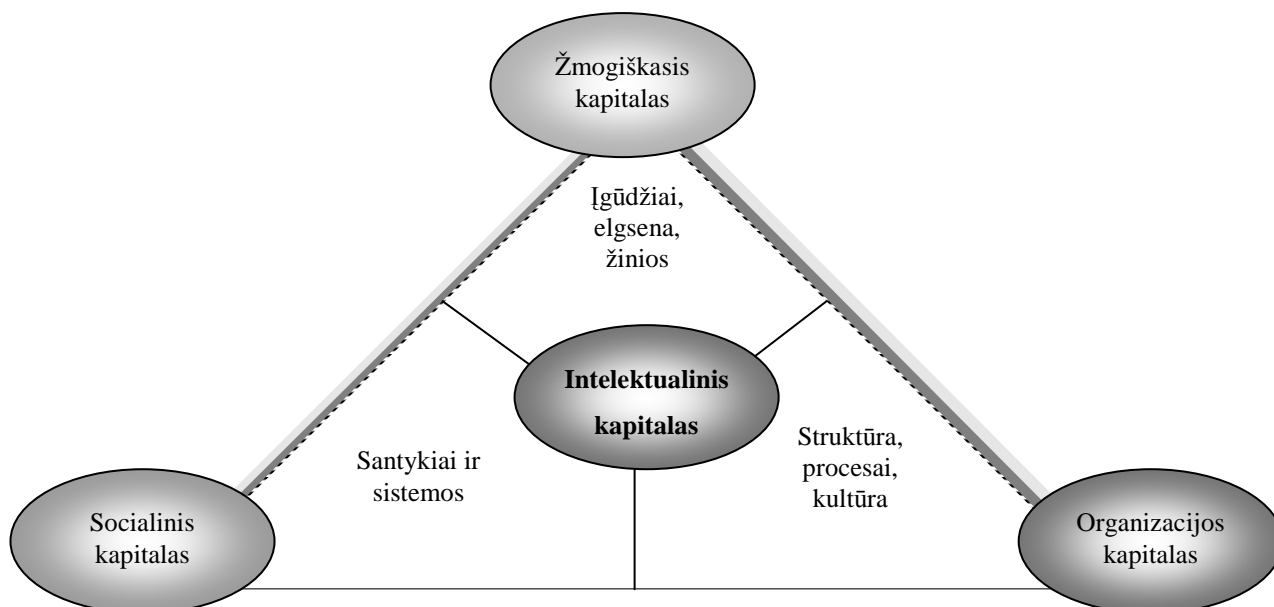 Žmogiškasis
kapitalas
Įgūdžiai,
elgsena,
žinios
Intelektualinis
kapitalas
Santykiai ir
sistemos
Struktūra,
procesai,
kultūra
Socialinis
kapitalas
Organizacijos
kapitalas